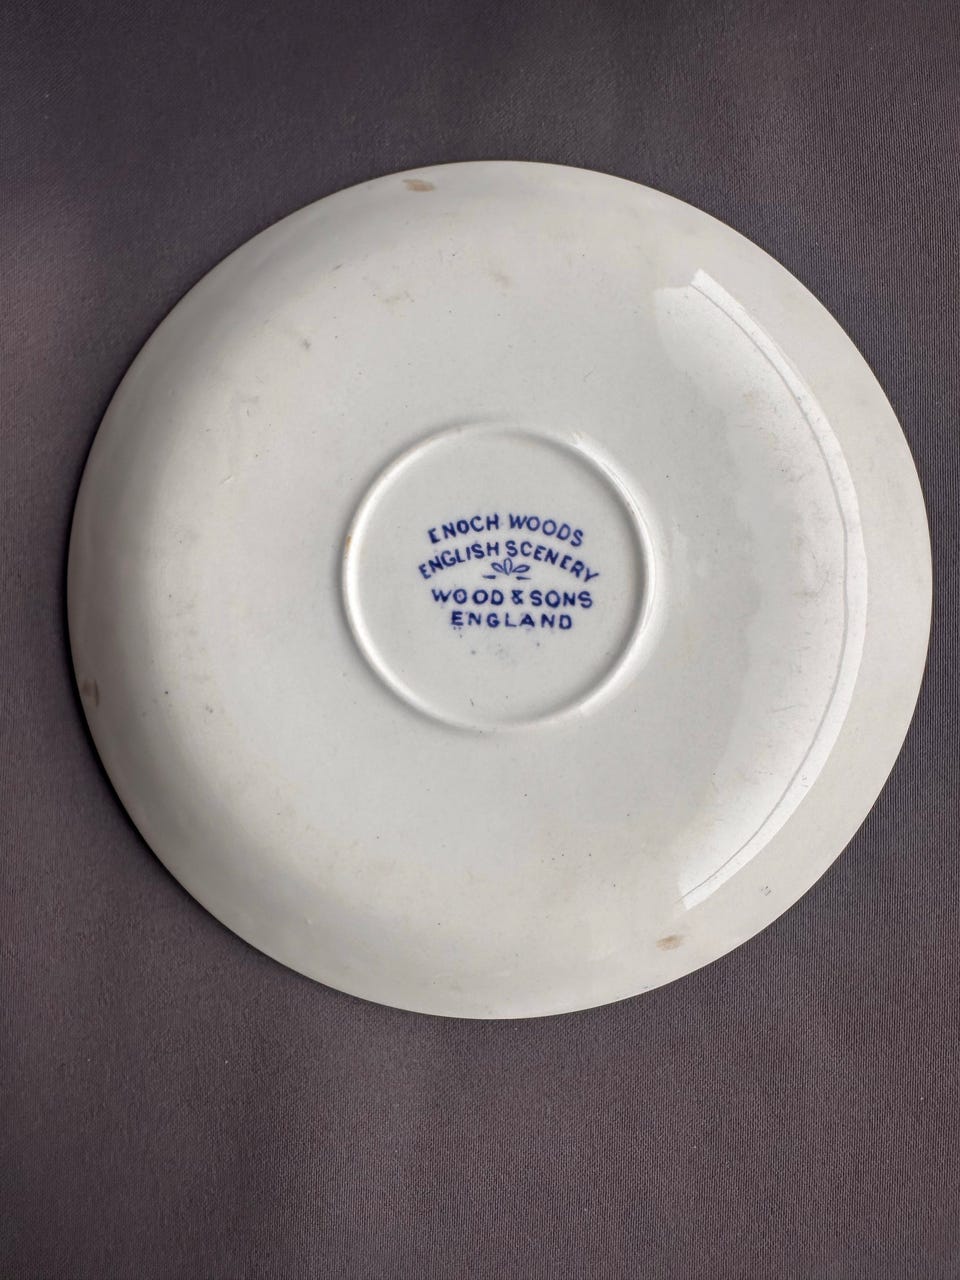 ENOCH WOODS
ENGLISH SCENERY
WOOD & SONS
ENGLAND